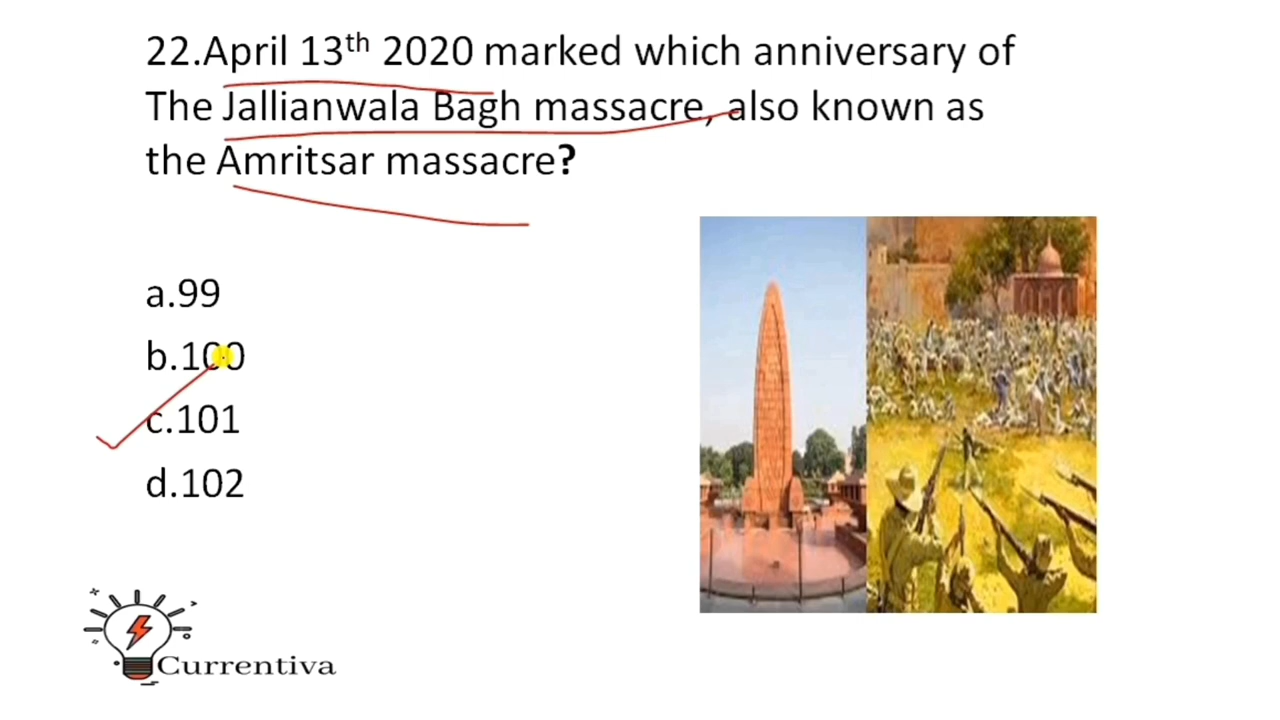 22.April 13th 2020 marked which anniversary of
The Jallianwala Bagh massacre, also known as
the Amritsar massacre?
a.99
b.100
c.101
d.102
Currentiva